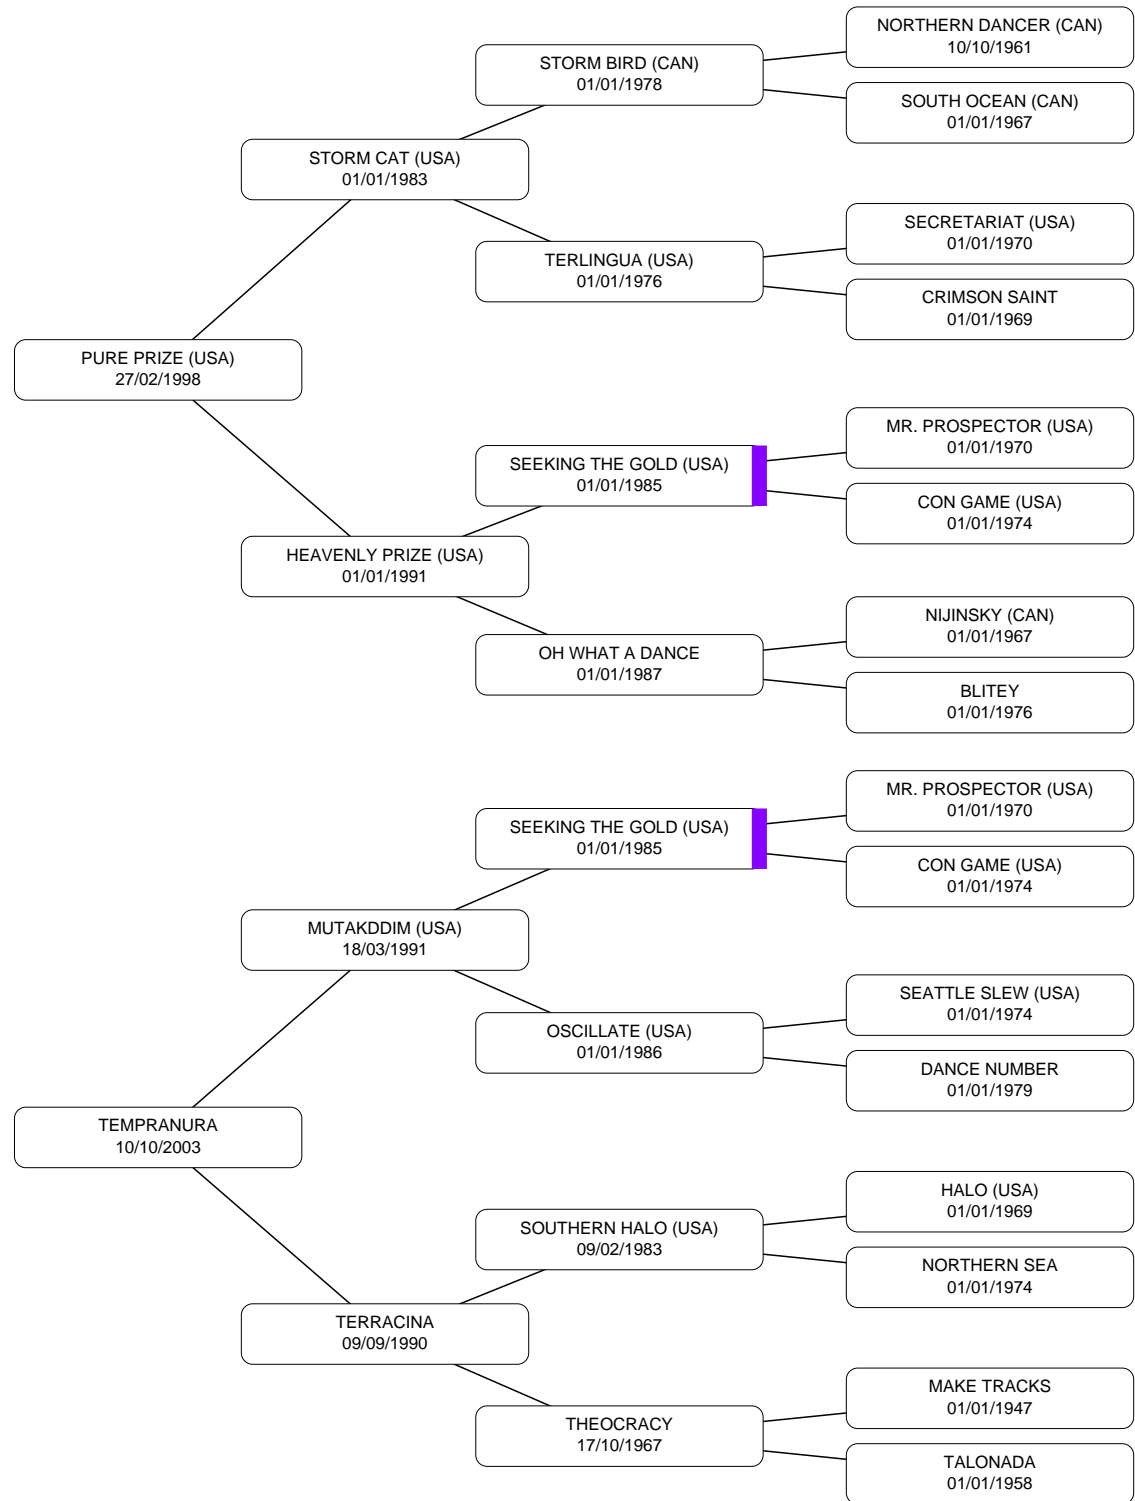 NORTHERN DANCER (CAN)
10/10/1961
STORM BIRD (CAN)
01/01/1978
SOUTH OCEAN (CAN)
01/01/1967
STORM CAT (USA)
01/01/1983
SECRETARIAT (USA)
01/01/1970
TERLINGUA (USA)
01/01/1976
CRIMSON SAINT
01/01/1969
PURE PRIZE (USA)
27/02/1998
MR. PROSPECTOR (USA)
01/01/1970
SEEKING THE GOLD (USA)
01/01/1985
CON GAME (USA)
01/01/1974
HEAVENLY PRIZE (USA)
01/01/1991
NIJINSKY (CAN)
01/01/1967
OH WHAT A DANCE
01/01/1987
BLITEY
01/01/1976
MR. PROSPECTOR (USA)
01/01/1970
SEEKING THE GOLD (USA)
01/01/1985
CON GAME (USA)
01/01/1974
MUTAKDDIM (USA)
18/03/1991
SEATTLE SLEW (USA)
01/01/1974
OSCILLATE (USA)
01/01/1986
DANCE NUMBER
01/01/1979
TEMPRANURA
10/10/2003
HALO (USA)
01/01/1969
SOUTHERN HALO (USA)
09/02/1983
NORTHERN SEA
01/01/1974
TERRACINA
09/09/1990
MAKE TRACKS
01/01/1947
THEOCRACY
17/10/1967
TALONADA
01/01/1958